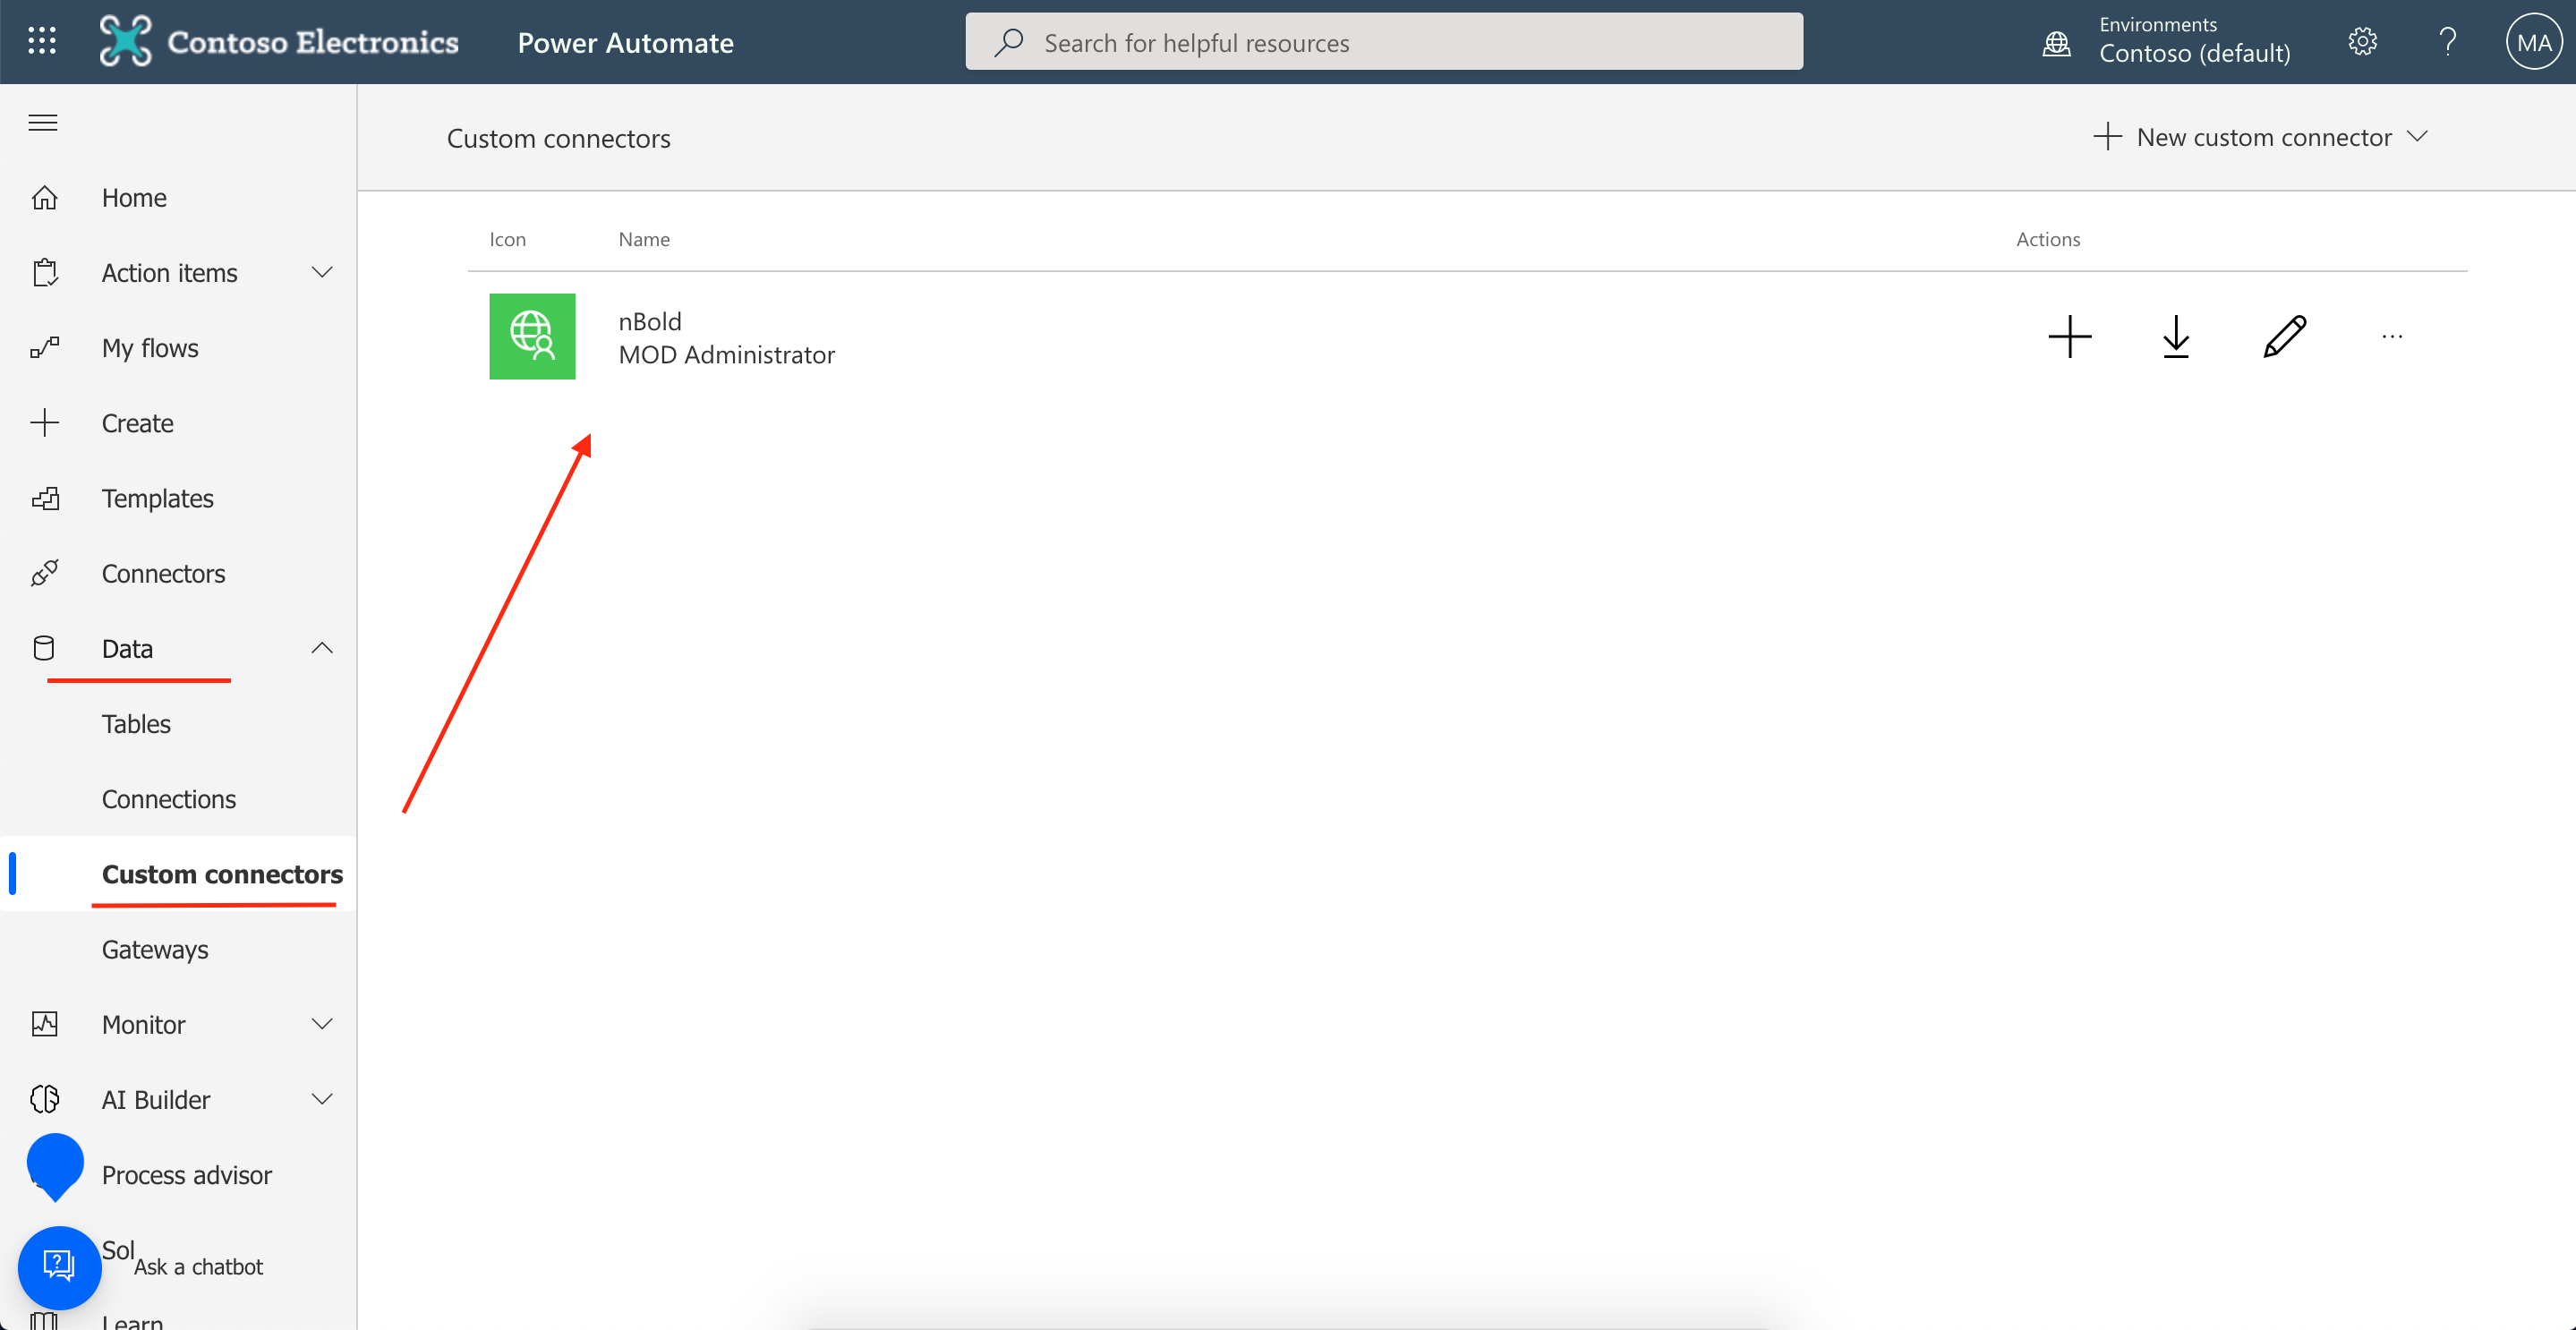 Contoso Electronics
Power Automate
Search for helpful resources
Environments
Contoso (default)
MA
Custom connectors
New custom connector
Home
Action items
My flows
Create
Templates
Connectors
Data
Tables
Connections
Custom connectors
Gateways
Monitor
AI Builder
Process advisor
Sol
Ask a chatbot
Learn
Icon
Name
Actions
nBold
MOD Administrator